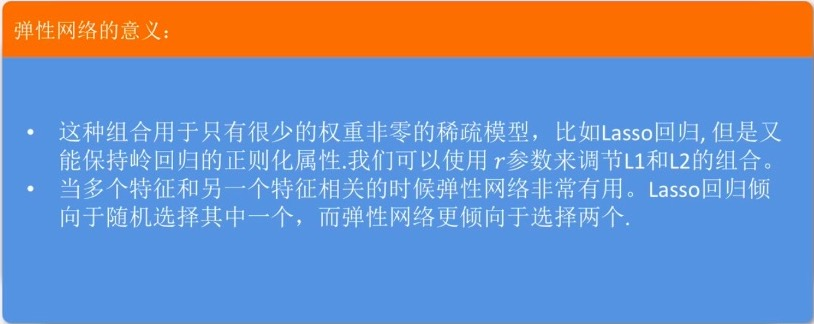 弹性网络的意义：
• 这种组合用于只有很少的权重非零的稀疏模型，比如Lasso回归, 但是又
能保持岭回归的正则化属性.我们可以使用 r参数来调节L1和L2的组合。
• 当多个特征和另一个特征相关的时候弹性网络非常有用。Lasso回归倾
向于随机选择其中一个，而弹性网络更倾向于选择两个.